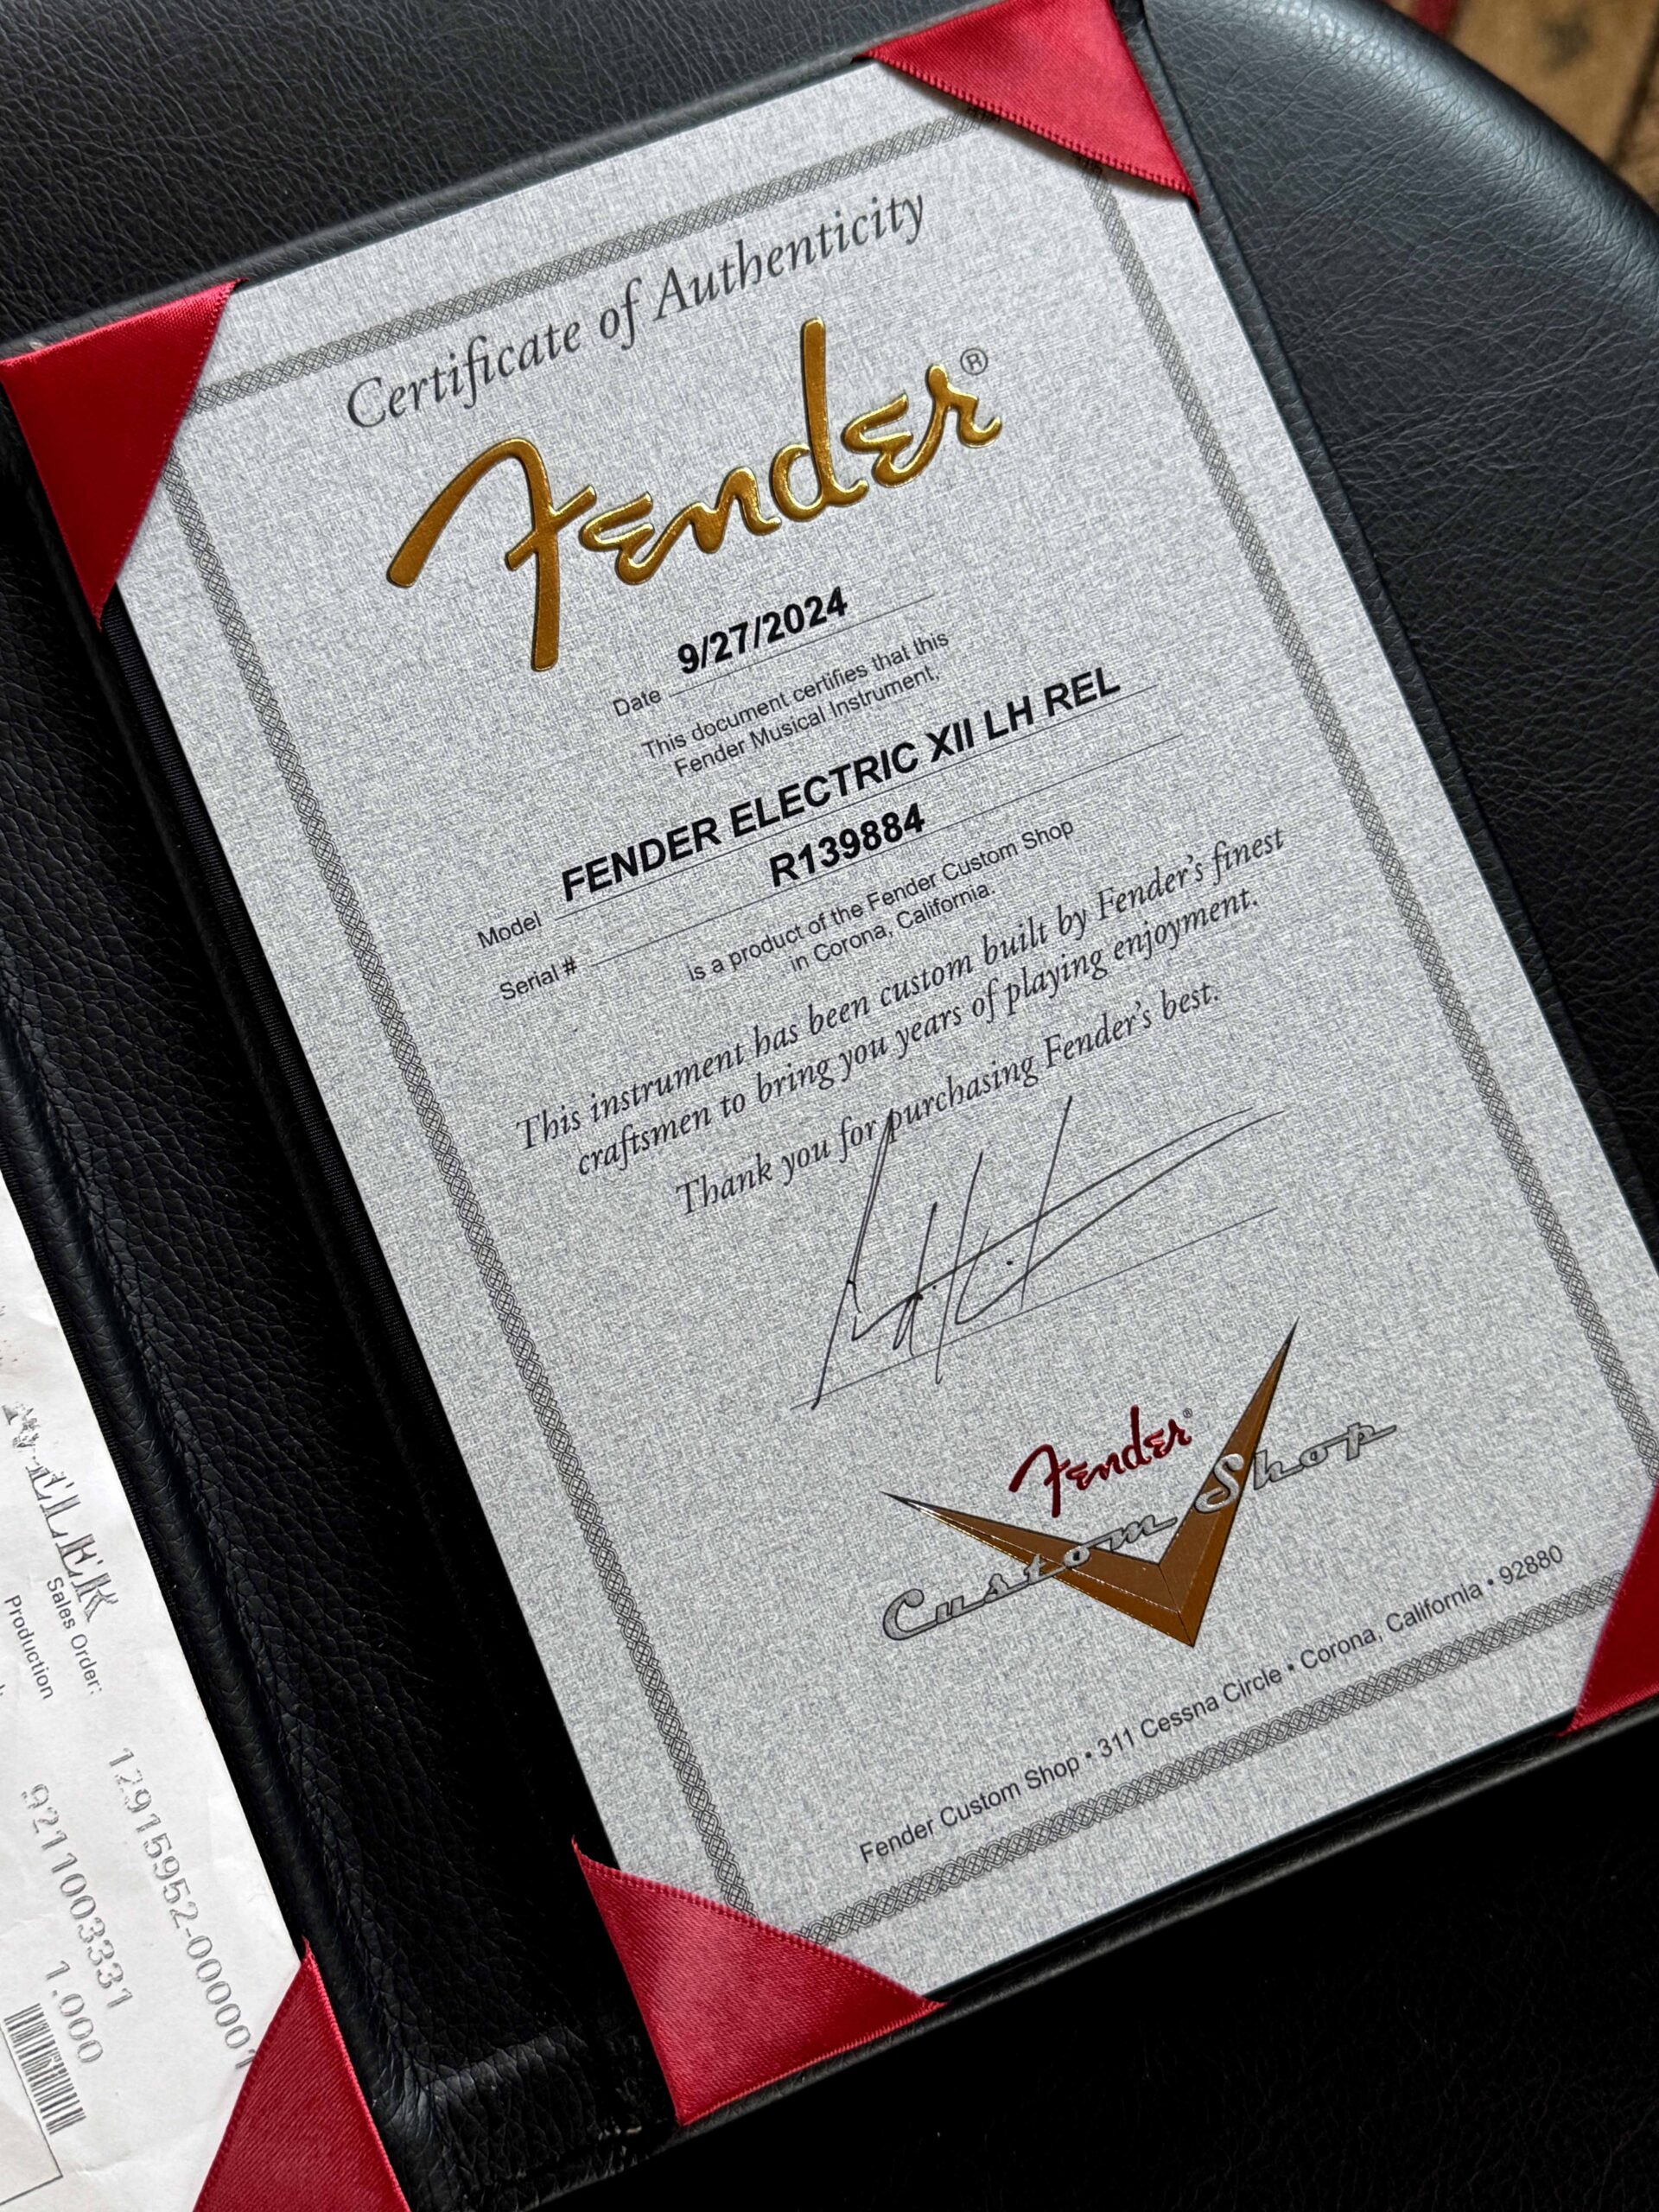 Certificate of Authenticity
Fender®
Date 9/27/2024
This document certifies that this
Fender Musical Instrument,
Model FENDER ELECTRIC XII LH REL
Serial # R139884
is a product of the Fender Custom Shop
in Corona, California.
This instrument has been custom built by Fender's finest
craftsmen to bring you years of playing enjoyment.
Thank you for purchasing Fender's best.
Fender®
Custom Shop
Fender Custom Shop • 311 Cessna Circle • Corona, California • 92880
Sales Order: 12915952-000001
Production 9211003331
1.000